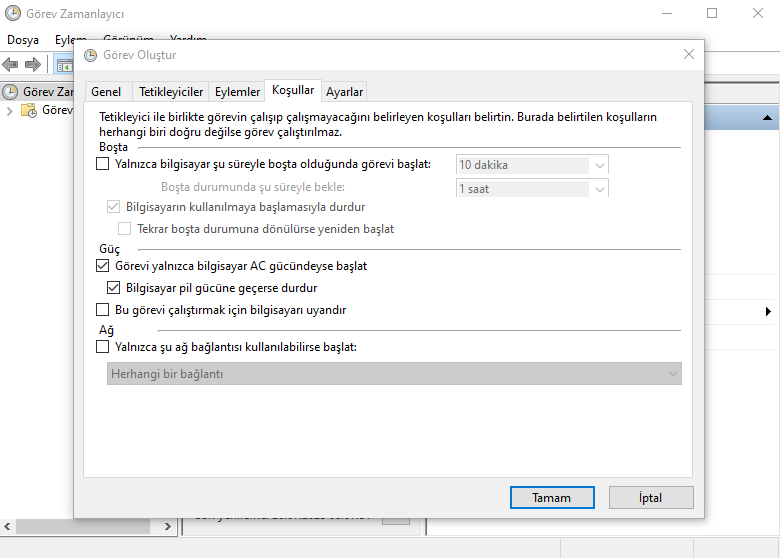 Görev Zamanlayıcı
Dosya Eylem Görünüm Yardım
Görev Oluştur
Görev Zar
Görev
Genel Tetikleyiciler Eylemler Koşullar Ayarlar
Tetikleyici ile birlikte görevin çalışıp çalışmayacağını belirleyen koşulları belirtin. Burada belirtilen koşulların
herhangi biri doğru değilse görev çalıştırılmaz.
Boşta
Yalnızca bilgisayar şu süreyle boşta olduğunda görevi başlat: 10 dakika
Boşta durumunda şu süreyle bekle: 1 saat
Bilgisayarın kullanılmaya başlamasıyla durdur
Tekrar boşta durumuna dönülürse yeniden başlat
Güç
Görevi yalnızca bilgisayar AC gücündeyse başlat
Bilgisayar pil gücüne geçerse durdur
Bu görevi çalıştırmak için bilgisayarı uyandır
Ağ
Yalnızca şu ağ bağlantısı kullanılabilirse başlat:
Herhangi bir bağlantı
Tamam İptal